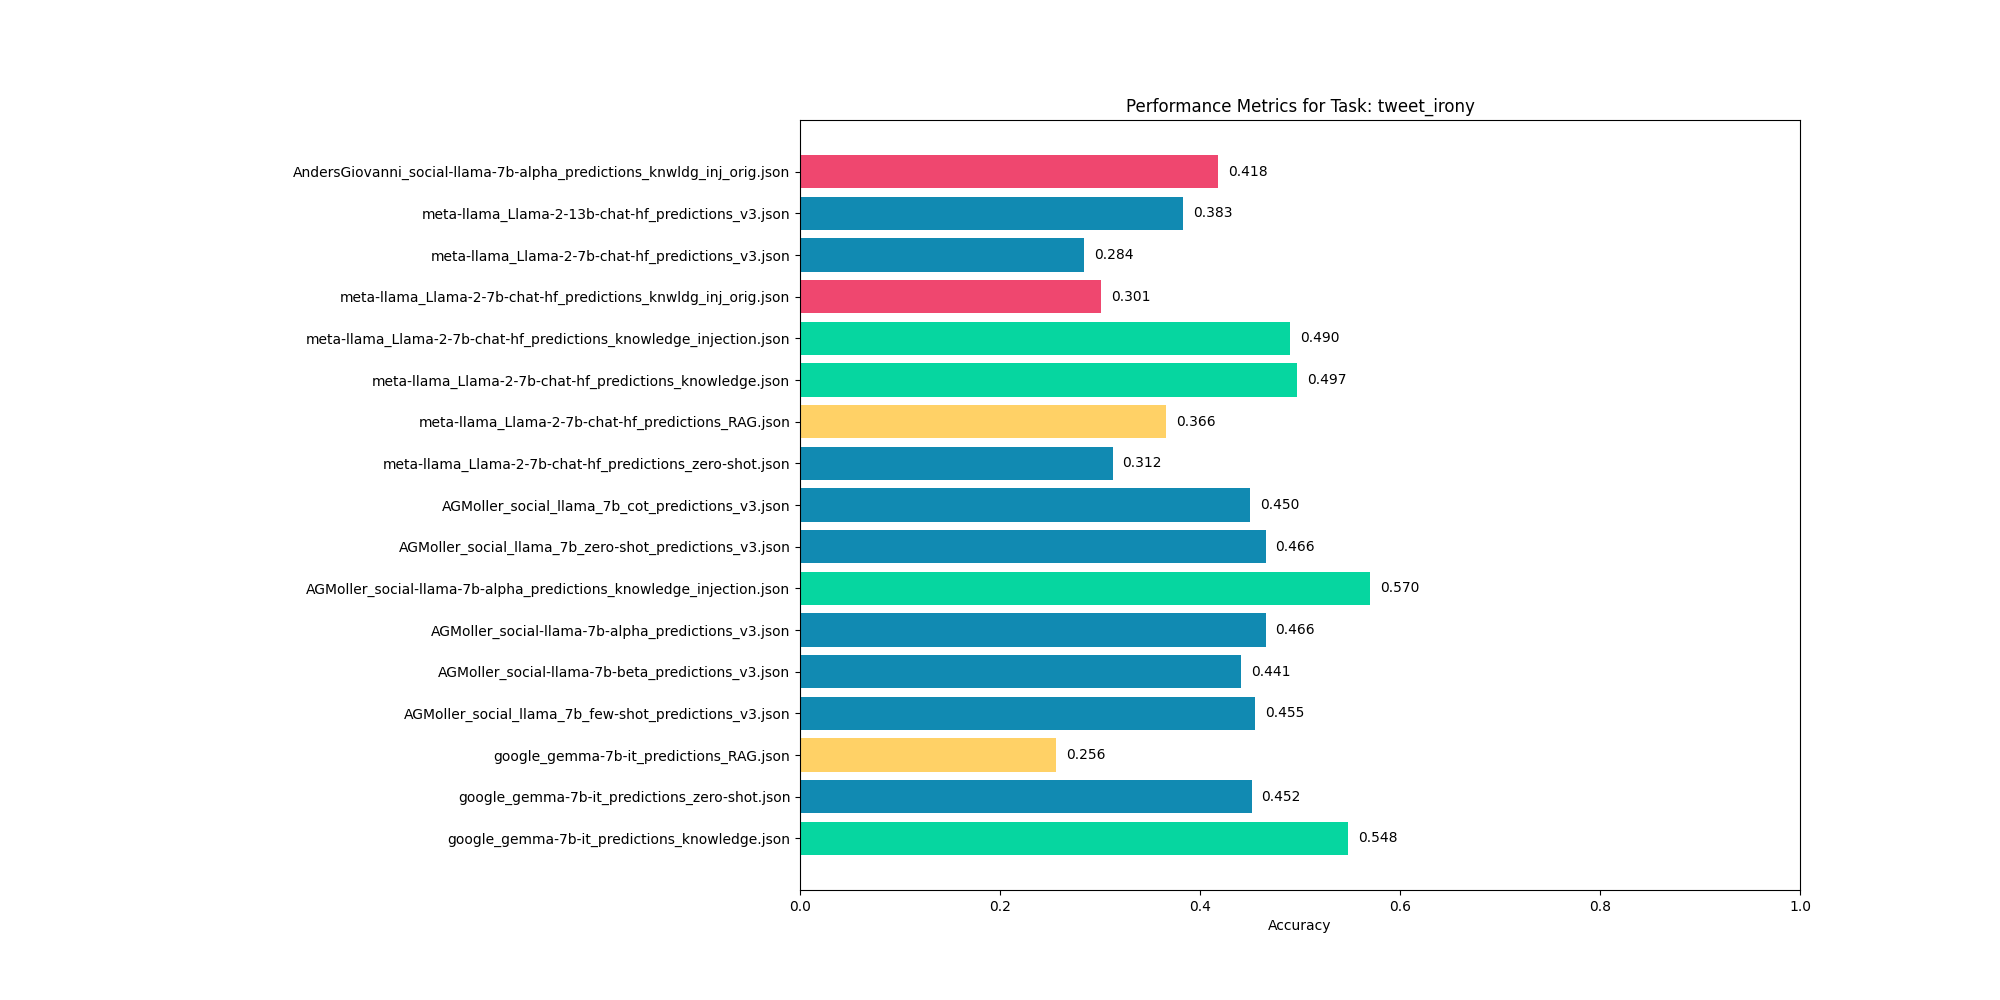 Performance Metrics for Task: tweet_irony
AndersGiovanni_social-llama-7b-alpha_predictions_knwldg_inj_orig.json 0.418
meta-llama_Llama-2-13b-chat-hf_predictions_v3.json 0.383
meta-llama_Llama-2-7b-chat-hf_predictions_v3.json 0.284
meta-llama_Llama-2-7b-chat-hf_predictions_knwldg_inj_orig.json 0.301
meta-llama_Llama-2-7b-chat-hf_predictions_knowledge_injection.json 0.490
meta-llama_Llama-2-7b-chat-hf_predictions_knowledge.json 0.497
meta-llama_Llama-2-7b-chat-hf_predictions_RAG.json 0.366
meta-llama_Llama-2-7b-chat-hf_predictions_zero-shot.json 0.312
AGMoller_social_llama_7b_cot_predictions_v3.json 0.450
AGMoller_social_llama_7b_zero-shot_predictions_v3.json 0.466
AGMoller_social-llama-7b-alpha_predictions_knowledge_injection.json 0.570
AGMoller_social-llama-7b-alpha_predictions_v3.json 0.466
AGMoller_social-llama-7b-beta_predictions_v3.json 0.441
AGMoller_social_llama_7b_few-shot_predictions_v3.json 0.455
google_gemma-7b-it_predictions_RAG.json 0.256
google_gemma-7b-it_predictions_zero-shot.json 0.452
google_gemma-7b-it_predictions_knowledge.json 0.548
0.0 0.2 0.4 0.6 0.8 1.0
Accuracy